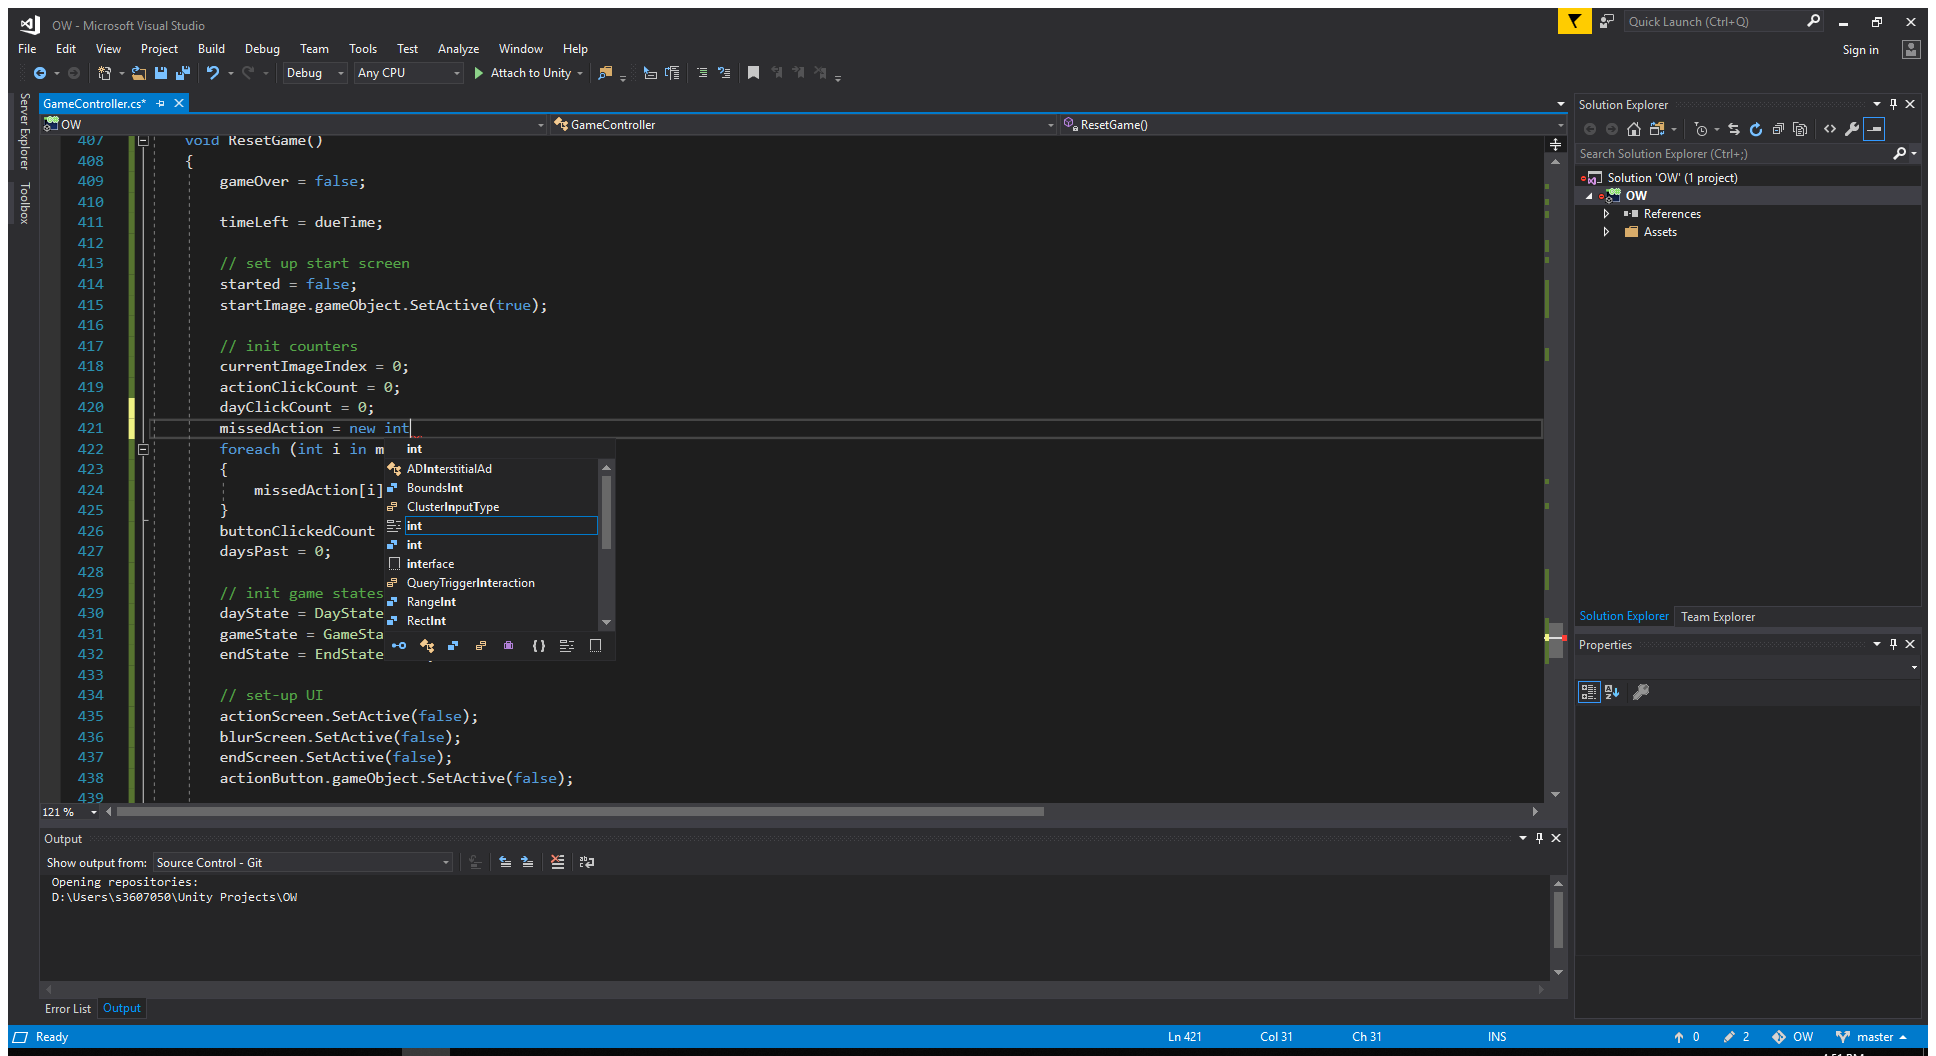 OW - Microsoft Visual Studio
Quick Launch (Ctrl+Q)
File Edit View Project Build Debug Team Tools Test Analyze Window Help
Sign in
Debug Any CPU Attach to Unity
Server Explorer
Toolbox
GameController.cs*
OW GameController ResetGame()
407 void ResetGame()
408 {
409 gameOver = false;
410
411 timeLeft = dueTime;
412
413 // set up start screen
414 started = false;
415 startImage.gameObject.SetActive(true);
416
417 // init counters
418 currentImageIndex = 0;
419 actionClickCount = 0;
420 dayClickCount = 0;
421 missedAction = new int
422 foreach (int i in m
423 {
424 missedAction[i]
425 }
426 buttonClickedCount
427 daysPast = 0;
428
429 // init game states
430 dayState = DayState
431 gameState = GameSta
432 endState = EndState
433
434 // set-up UI
435 actionScreen.SetActive(false);
436 blurScreen.SetActive(false);
437 endScreen.SetActive(false);
438 actionButton.gameObject.SetActive(false);
439
int
ADInterstitialAd
BoundsInt
ClusterInputType
int
int
interface
QueryTriggerInteraction
RangeInt
RectInt
121 %
Output
Show output from: Source Control - Git
Opening repositories:
D:\Users\s3607050\Unity Projects\OW
Error List Output
Solution Explorer
Search Solution Explorer (Ctrl+;)
Solution 'OW' (1 project)
OW
References
Assets
Solution Explorer Team Explorer
Properties
Ready Ln 421 Col 31 Ch 31 INS 0 2 OW master